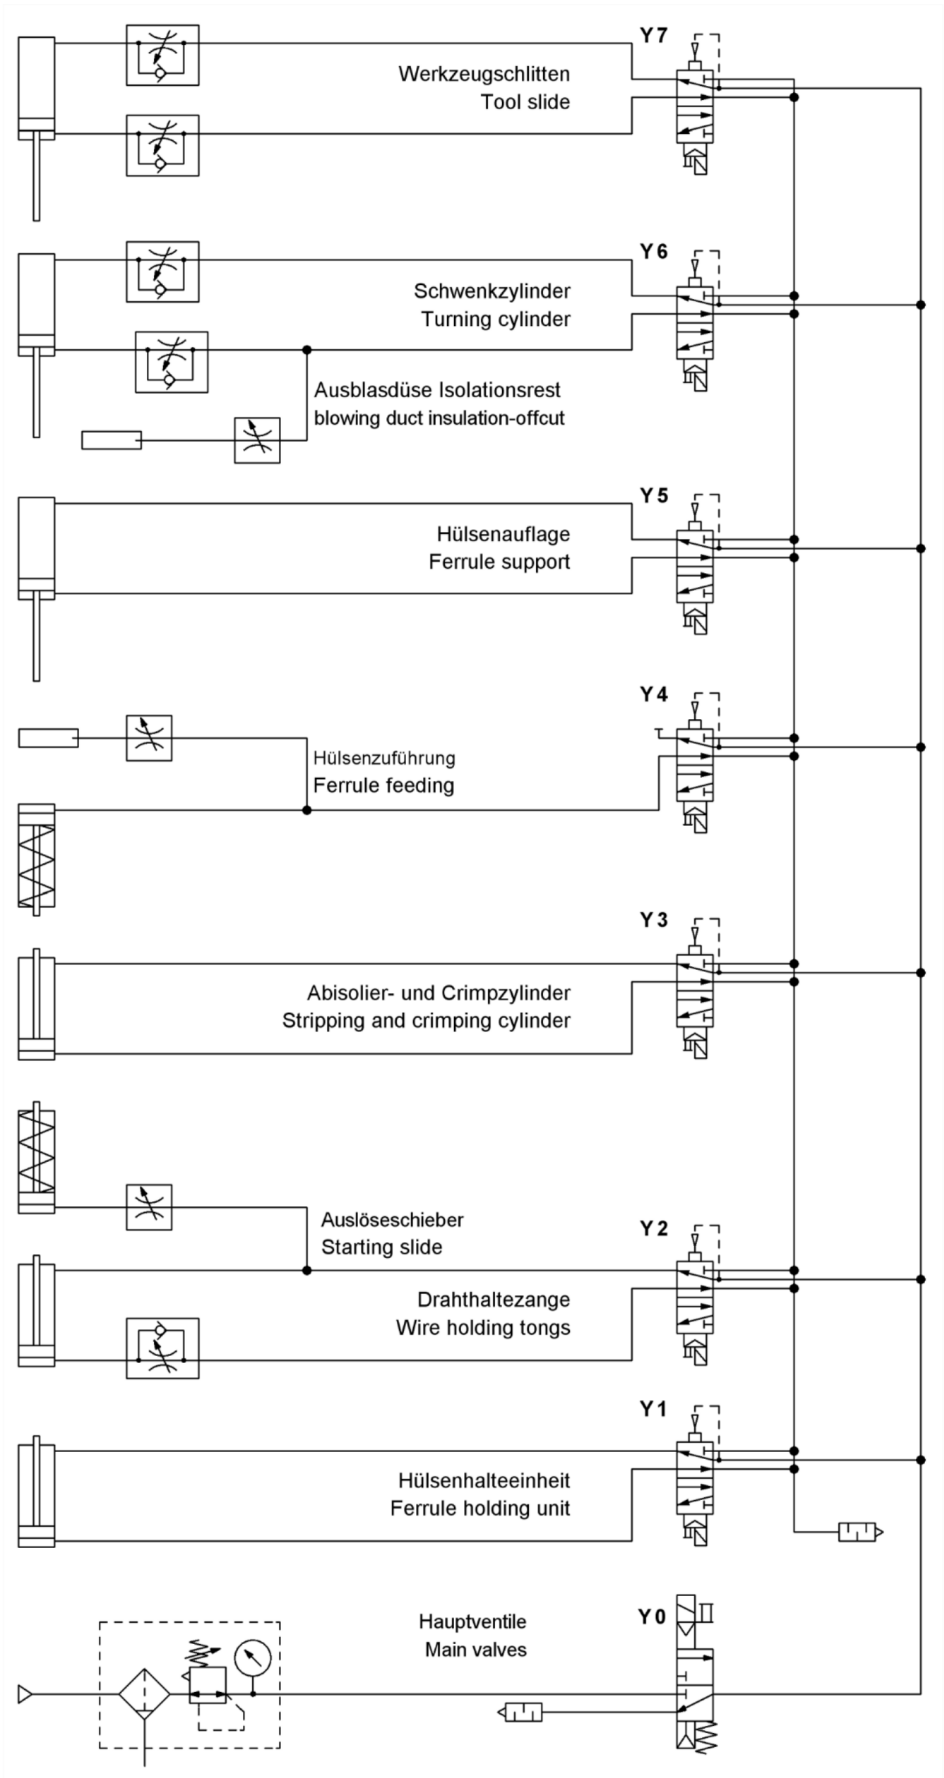 Y7
Werkzeugschlitten
Tool slide
Y6
Schwenkzylinder
Turning cylinder
Ausblasdüse Isolationsrest
blowing duct insulation-offcut
Y5
Hülsenauflage
Ferrule support
Y4
Hülsenzuführung
Ferrule feeding
Y3
Abisolier- und Crimpzylinder
Stripping and crimping cylinder
Auslöseschieber
Starting slide
Y2
Drahthaltezange
Wire holding tongs
Y1
Hülsenhalteeinheit
Ferrule holding unit
Hauptventile
Main valves
Y0